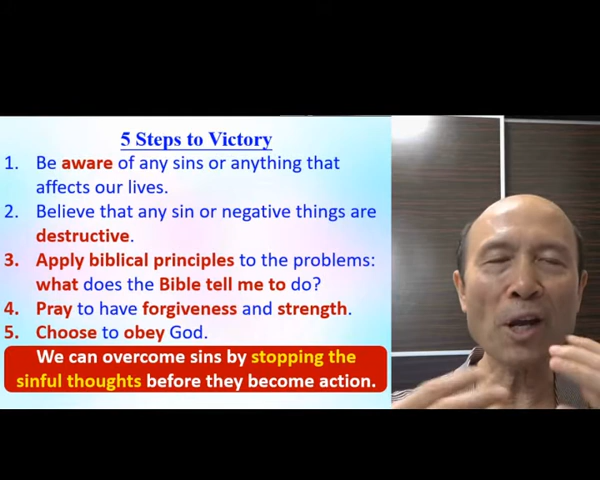 5 Steps to Victory
1. Be aware of any sins or anything that
affects our lives.
2. Believe that any sin or negative things are
destructive.
3. Apply biblical principles to the problems:
what does the Bible tell me to do?
4. Pray to have forgiveness and strength.
5. Choose to obey God.
We can overcome sins by stopping the
sinful thoughts before they become action.